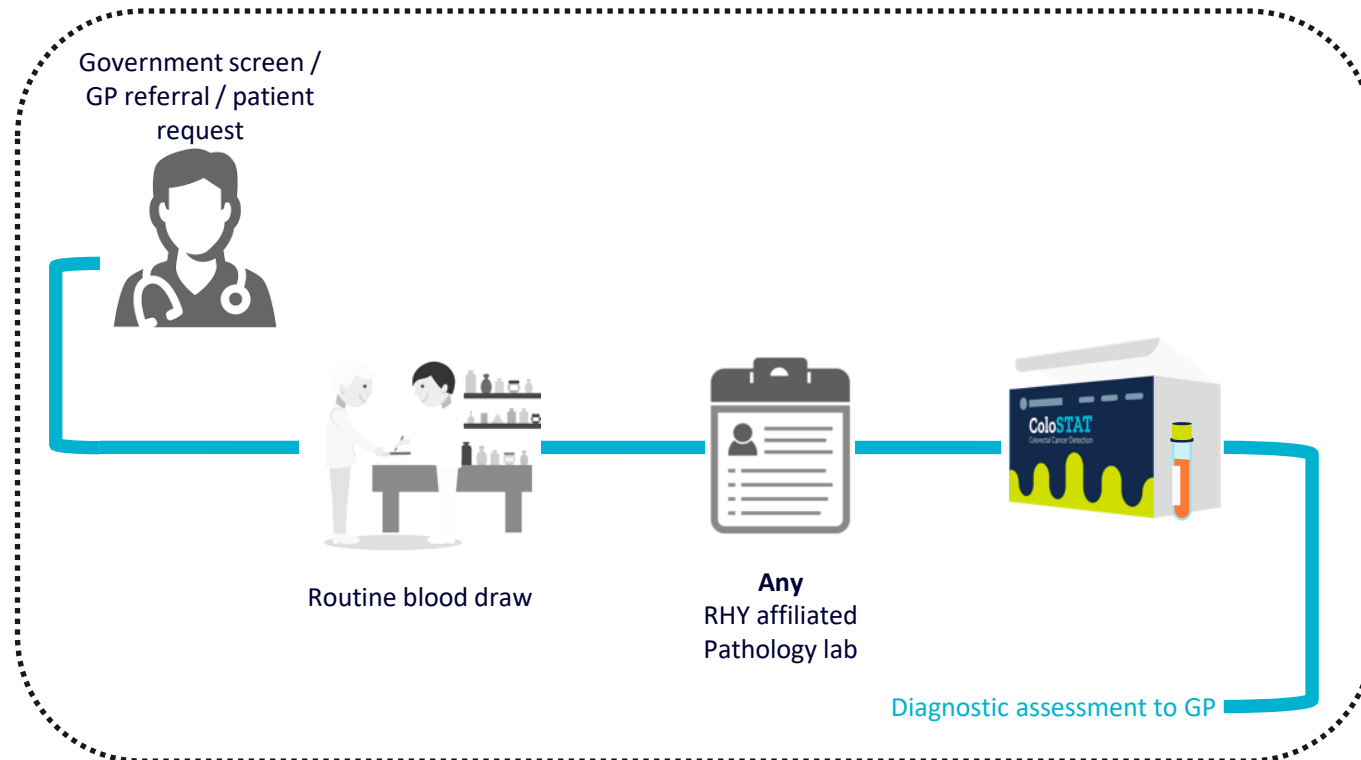 Government screen /
GP referral / patient
request
Routine blood draw
Any
RHY affiliated
Pathology lab
ColoSTAT
Colorectal Cancer Detection
Diagnostic assessment to GP